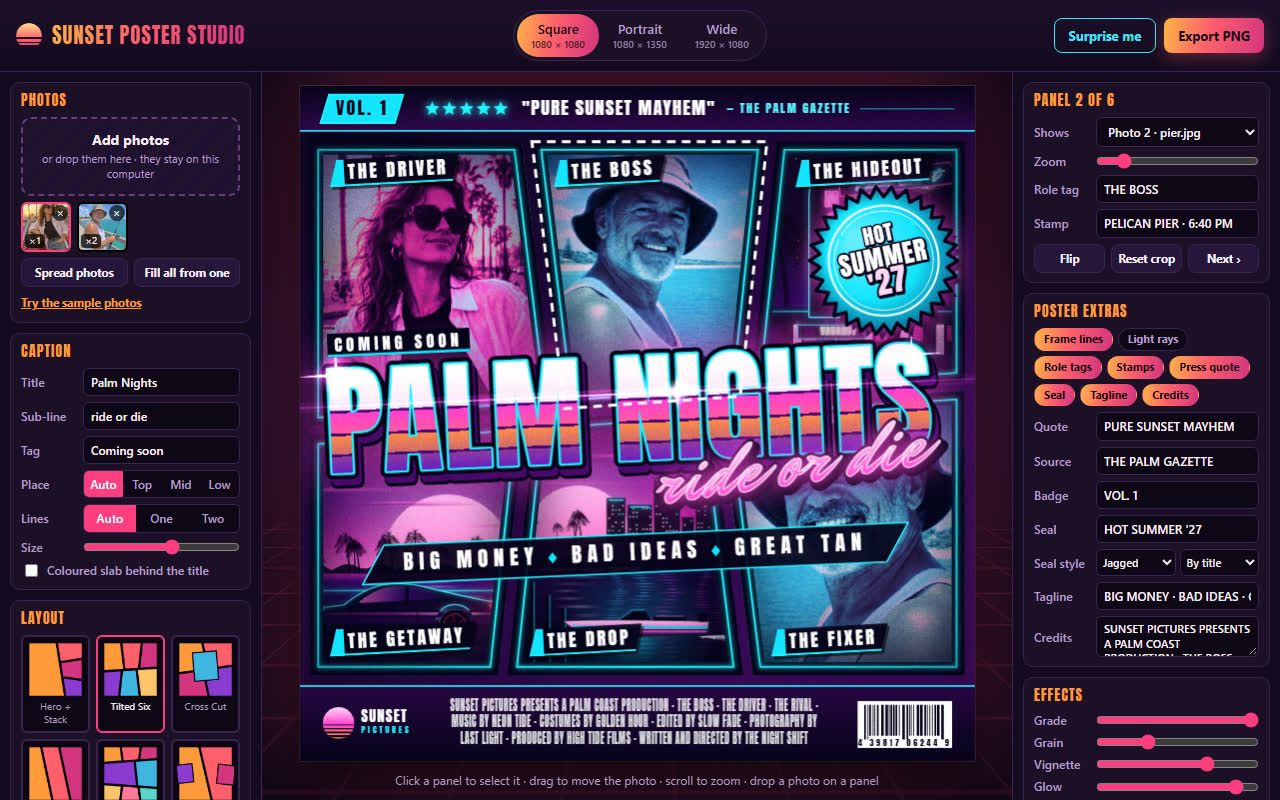 SUNSET POSTER STUDIO
Square
1080 × 1080
Portrait
1080 × 1350
Wide
1920 × 1080
Surprise me
Export PNG
PHOTOS
Add photos
or drop them here · they stay on this
computer
×1
×
×2
×
Spread photos
Fill all from one
Try the sample photos
CAPTION
Title
Palm Nights
Sub-line
ride or die
Tag
Coming soon
Place
Auto
Top
Mid
Low
Lines
Auto
One
Two
Size
Coloured slab behind the title
LAYOUT
Hero +
Stack
Tilted Six
Cross Cut
VOL. 1
"PURE SUNSET MAYHEM"
– THE PALM GAZETTE
THE DRIVER
THE BOSS
THE HIDEOUT
HOT
SUMMER
'27
COMING SOON
PALM NIGHTS
ride or die
BIG MONEY ♦ BAD IDEAS ♦ GREAT TAN
THE GETAWAY
THE DROP
THE FIXER
SUNSET
PICTURES
SUNSET PICTURES PRESENTS A PALM COAST PRODUCTION · THE BOSS · THE DRIVER · THE RIVAL ·
MUSIC BY NEON TIDE · COSTUMES BY GOLDEN HOUR · EDITED BY SLOW FADE · PHOTOGRAPHY BY
LAST LIGHT · PRODUCED BY HIGH TIDE FILMS · WRITTEN AND DIRECTED BY THE NIGHT SHIFT
4 39817 06244 9
Click a panel to select it · drag to move the photo · scroll to zoom · drop a photo on a panel
PANEL 2 OF 6
Shows
Photo 2 · pier.jpg
Zoom
Role tag
THE BOSS
Stamp
PELICAN PIER · 6:40 PM
Flip
Reset crop
Next ›
POSTER EXTRAS
Frame lines
Light rays
Role tags
Stamps
Press quote
Seal
Tagline
Credits
Quote
PURE SUNSET MAYHEM
Source
THE PALM GAZETTE
Badge
VOL. 1
Seal
HOT SUMMER '27
Seal style
Jagged
By title
Tagline
BIG MONEY · BAD IDEAS ·
Credits
SUNSET PICTURES PRESENTS
A PALM COAST
EFFECTS
Grade
Grain
Vignette
Glow